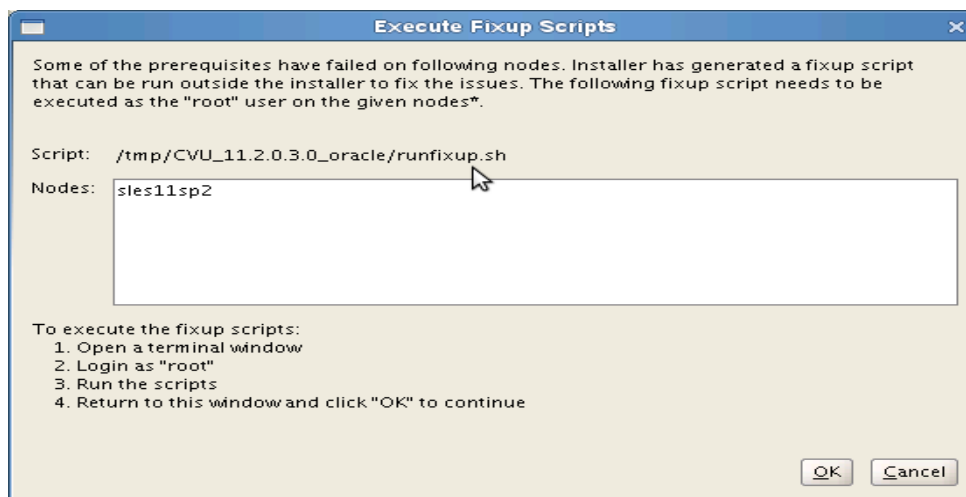 Execute Fixup Scripts
Some of the prerequisites have failed on following nodes. Installer has generated a fixup script
that can be run outside the installer to fix the issues. The following fixup script needs to be
executed as the "root" user on the given nodes*.
Script: /tmp/CVU_11.2.0.3.0_oracle/runfixup.sh
Nodes: sles11sp2
To execute the fixup scripts:
1. Open a terminal window
2. Login as "root"
3. Run the scripts
4. Return to this window and click "OK" to continue
OK Cancel